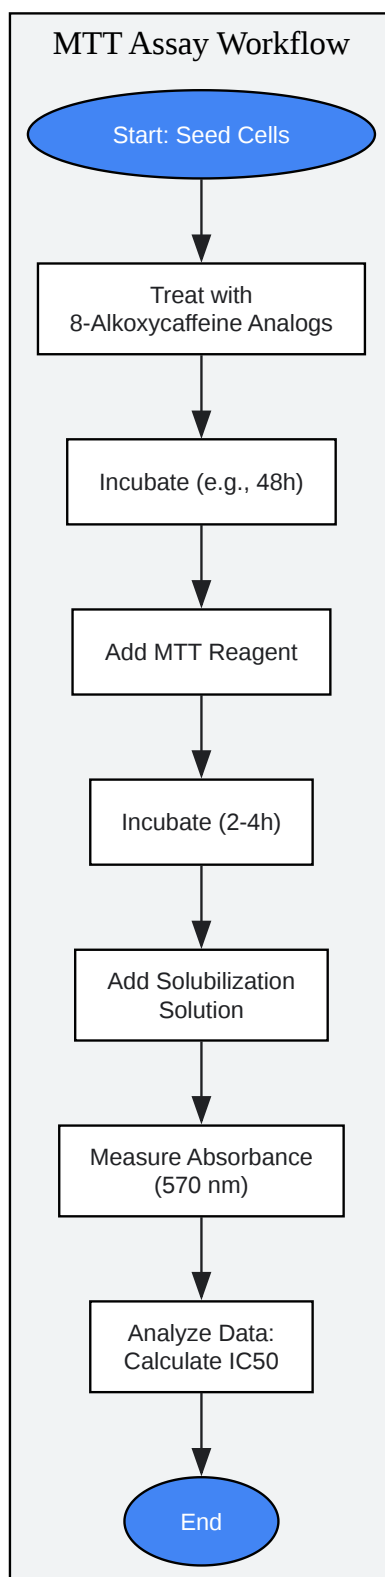 MTT Assay Workflow
Start: Seed Cells
Treat with
8-Alkoxycaffeine Analogs
Incubate (e.g., 48h)
Add MTT Reagent
Incubate (2-4h)
Add Solubilization
Solution
Measure Absorbance
(570 nm)
Analyze Data:
Calculate IC50
End